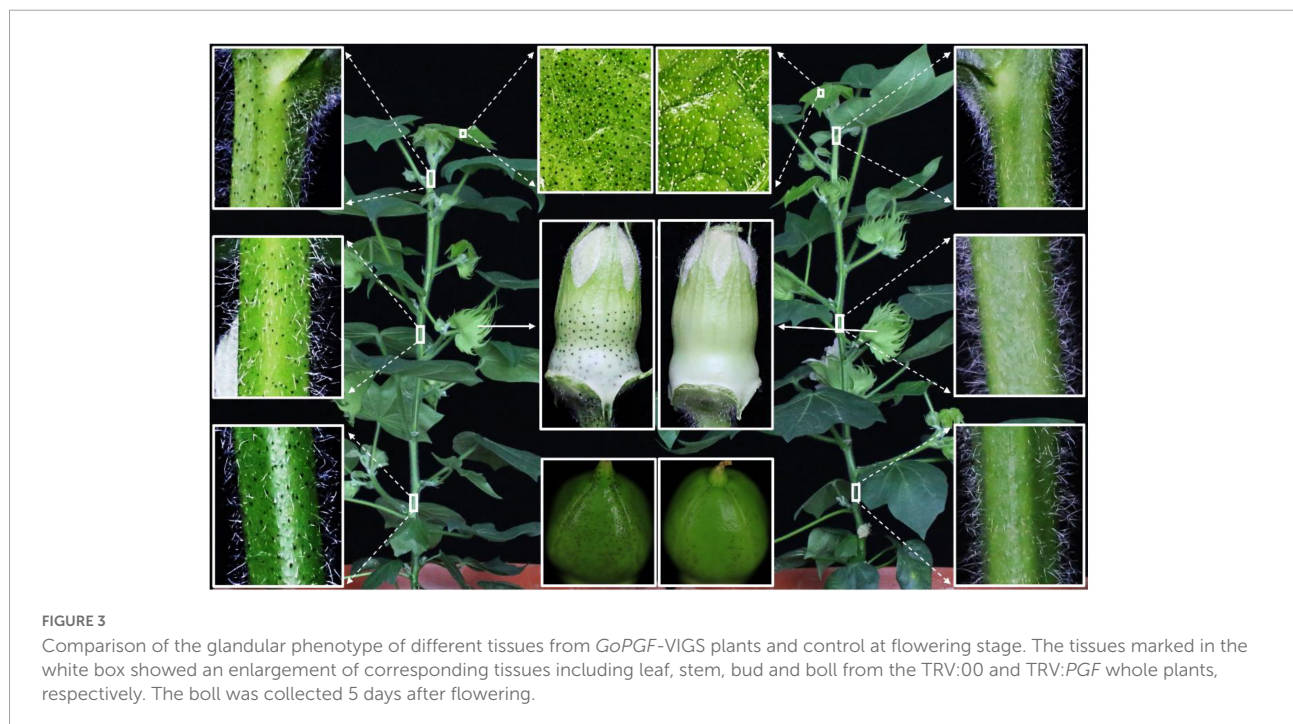 FIGURE 3
Comparison of the glandular phenotype of different tissues from GoPGF-VIGS plants and control at flowering stage. The tissues marked in the
white box showed an enlargement of corresponding tissues including leaf, stem, bud and boll from the TRV:00 and TRV:PGF whole plants,
respectively. The boll was collected 5 days after flowering.